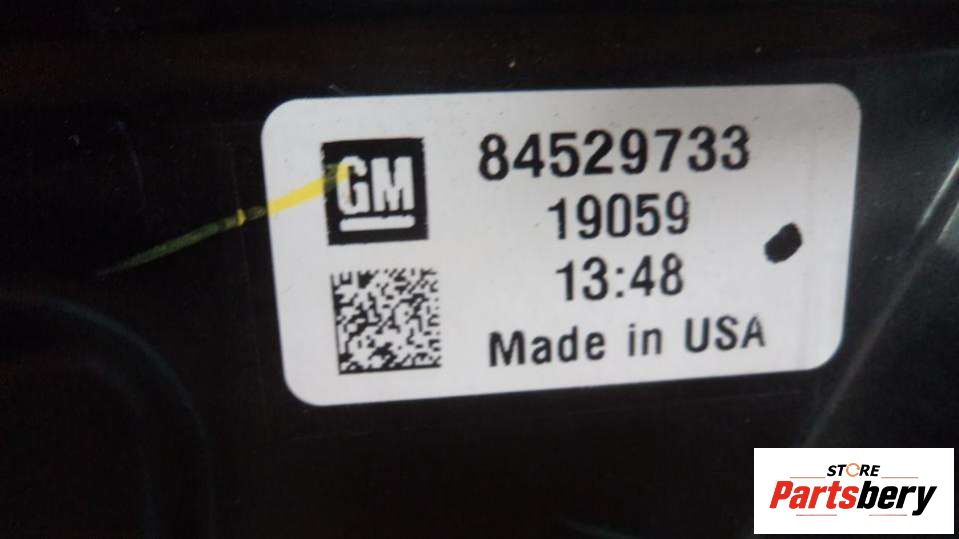 GM
84529733
19059
13:48
Made in USA
STORE
Partsbery